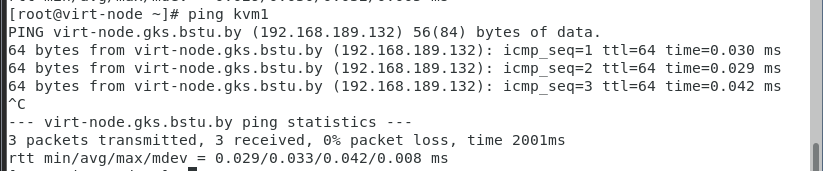 [root@virt-node ~]# ping kvm1
PING virt-node.gks.bstu.by (192.168.189.132) 56(84) bytes of data.
64 bytes from virt-node.gks.bstu.by (192.168.189.132): icmp_seq=1 ttl=64 time=0.030 ms
64 bytes from virt-node.gks.bstu.by (192.168.189.132): icmp_seq=2 ttl=64 time=0.029 ms
64 bytes from virt-node.gks.bstu.by (192.168.189.132): icmp_seq=3 ttl=64 time=0.042 ms
^C
--- virt-node.gks.bstu.by ping statistics ---
3 packets transmitted, 3 received, 0% packet loss, time 2001ms
rtt min/avg/max/mdev = 0.029/0.033/0.042/0.008 ms